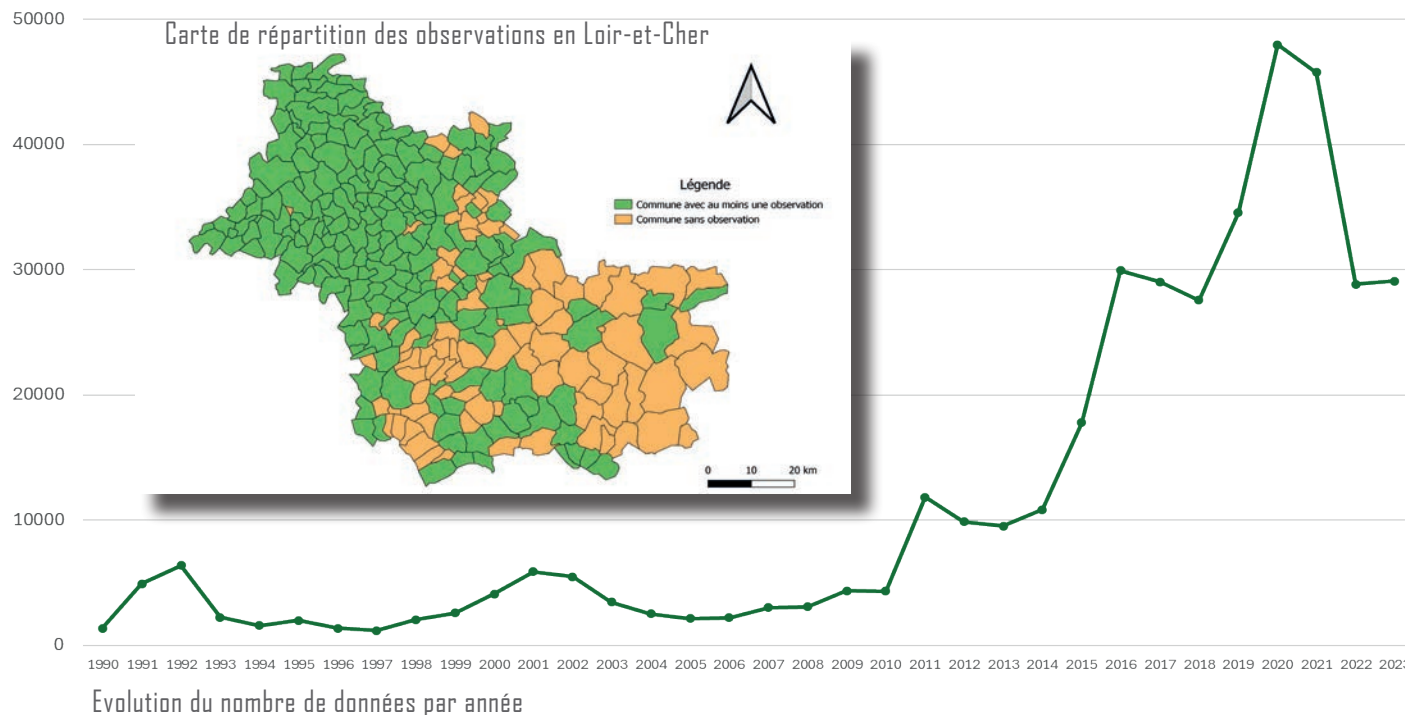 50000
Carte de répartition des observations en Loir-et-Cher
40000
Légende
Commune avec au moins une observation
Commune sans observation
30000
20000
0 10 20 km
10000
0
1990 1991 1992 1993 1994 1995 1996 1997 1998 1999 2000 2001 2002 2003 2004 2005 2006 2007 2008 2009 2010 2011 2012 2013 2014 2015 2016 2017 2018 2019 2020 2021 2022 2023
Evolution du nombre de données par année